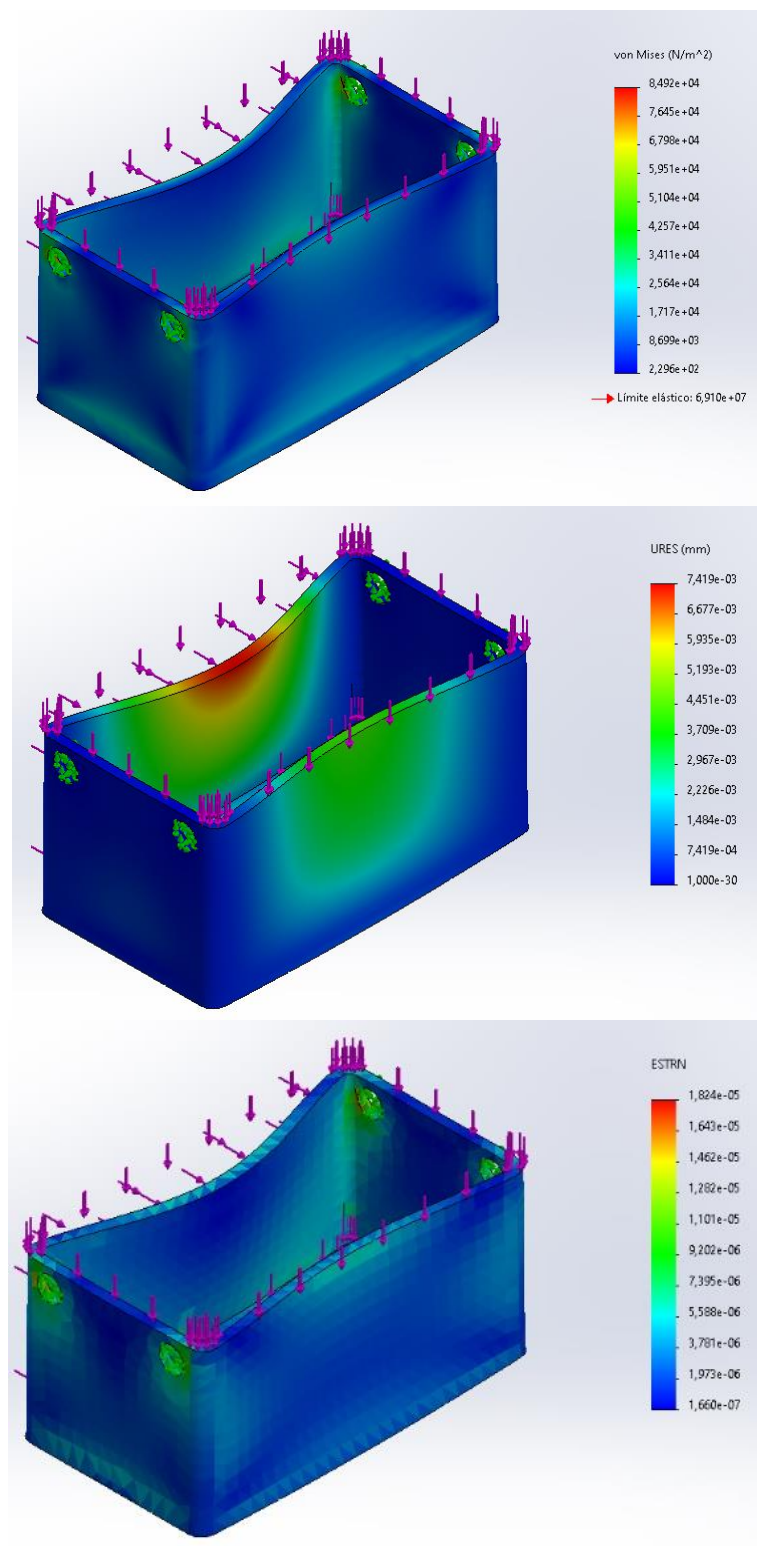 von Mises (N/m^2)
8,492e+04
7,645e+04
6,798e+04
5,951e+04
5,104e+04
4,257e+04
3,411e+04
2,564e+04
1,717e+04
8,699e+03
2,296e+02
Límite elástico: 6,910e+07
URES (mm)
7,419e-03
6,677e-03
5,935e-03
5,193e-03
4,451e-03
3,709e-03
2,967e-03
2,226e-03
1,484e-03
7,419e-04
1,000e-30
ESTRN
1,824e-05
1,643e-05
1,462e-05
1,282e-05
1,101e-05
9,202e-06
7,395e-06
5,588e-06
3,781e-06
1,973e-06
1,660e-07